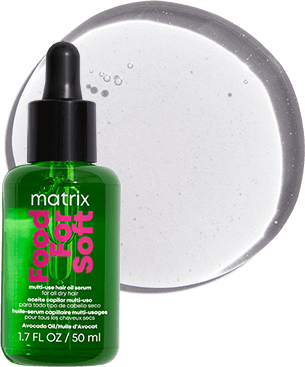 matrix
Food
For
Soft
multi-use hair oil serum
for all dry hair
aceite capilar multi-uso
para todo tipo de cabello seco
huile-serum capillaire multi-usages
pour tous les cheveux secs
Avocado Oil/Huile d'Avocat
1.7 FL OZ / 50 ml